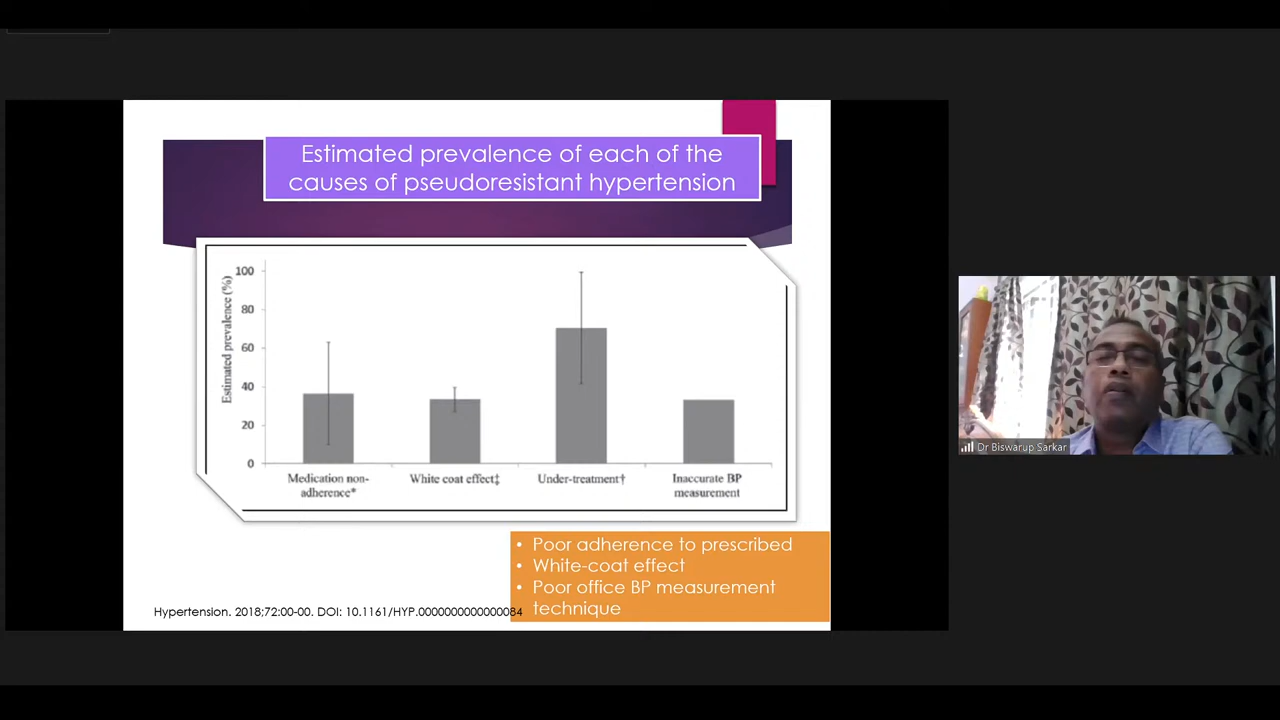 Estimated prevalence of each of the
causes of pseudoresistant hypertension
Estimated prevalence (%)
100
80
60
40
20
0
Medication non-
adherence*
White coat effect‡
Under-treatment†
Inaccurate BP
measurement
• Poor adherence to prescribed
• White-coat effect
• Poor office BP measurement
technique
Hypertension. 2018;72:00-00. DOI: 10.1161/HYP.0000000000000084
Dr Biswarup Sarkar